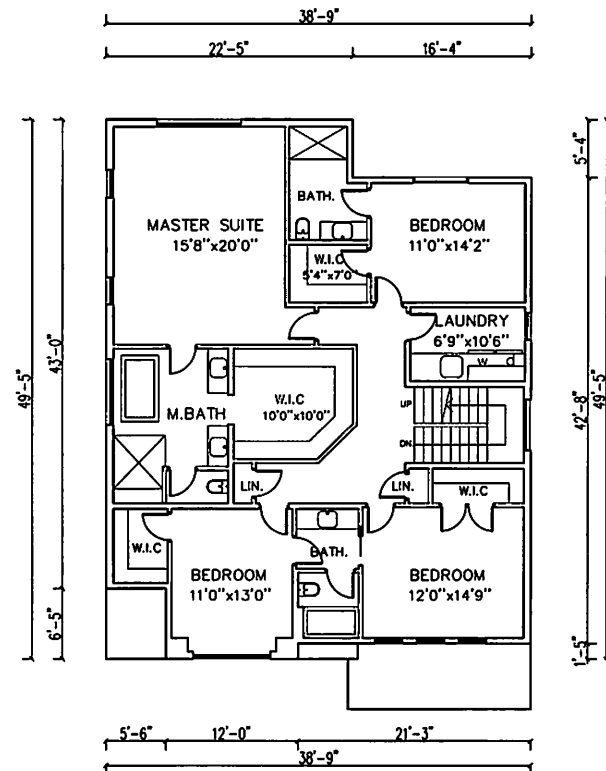 38'-9"
22'-5" 16'-4"
5'-4"
BATH.
MASTER SUITE
15'8"x20'0"
BEDROOM
11'0"x14'2"
W.I.C
5'4"x7'0"
LAUNDRY
6'9"x10'6"
W d
49'-5"
43'-0"
M.BATH
W.I.C
10'0"x10'0"
UP
DN.
42'-8"
49'-5"
LIN.
LIN.
W.I.C
W.I.C
BATH.
BEDROOM
11'0"x13'0"
BEDROOM
12'0"x14'9"
6'-5"
1'-5"
5'-6" 12'-0" 21'-3"
38'-9"